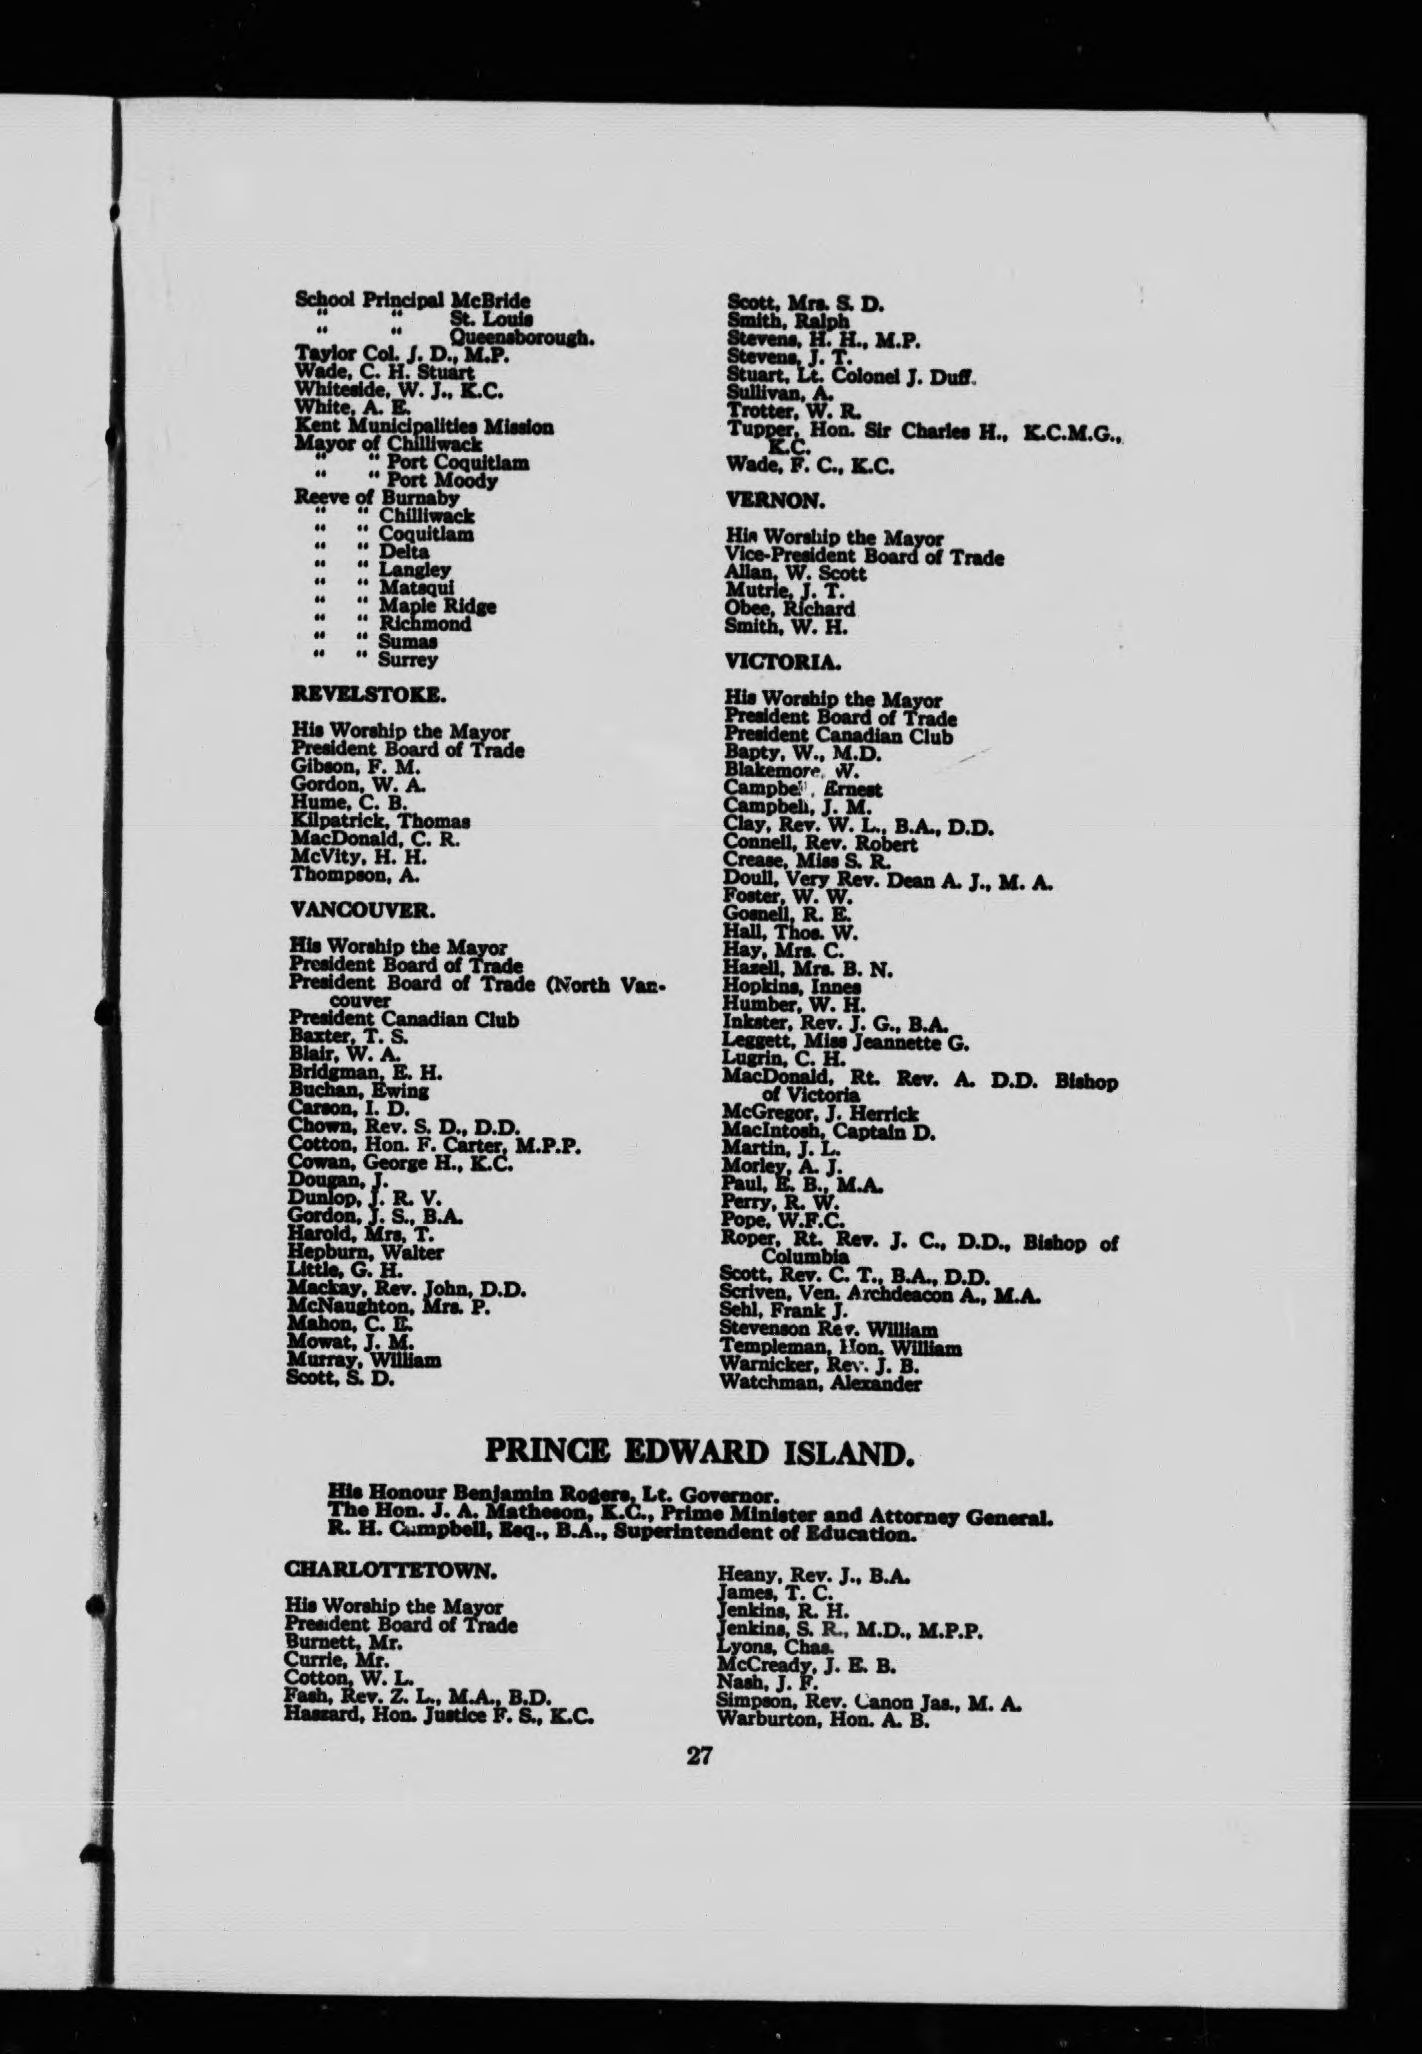 School Principal McBride
“ “ St. Louis
“ “ Queensborough.
Taylor Col. J. D., M.P.
Wade, C. H. Stuart
Whiteside, W. J., K.C.
White, A. E.
Kent Municipalities Mission
Mayor of Chilliwack
“ “ Port Coquitlam
“ “ Port Moody
Reeve of Burnaby
“ “ Chilliwack
“ “ Coquitlam
“ “ Delta
“ “ Langley
“ “ Matsqui
“ “ Maple Ridge
“ “ Richmond
“ “ Sumas
“ “ Surrey
REVELSTOKE.
His Worship the Mayor
President Board of Trade
Gibson, F. M.
Gordon, W. A.
Hume, C. B.
Kilpatrick, Thomas
MacDonald, C. R.
McVity, H. H.
Thompson, A.
VANCOUVER.
His Worship the Mayor
President Board of Trade
President Board of Trade (North Van-
couver
President Canadian Club
Baxter, T. S.
Blair, W. A.
Bridgman, E. H.
Buchan, Ewing
Carson, I. D.
Chown, Rev. S. D., D.D.
Cotton, Hon. F. Carter, M.P.P.
Cowan, George H., K.C.
Dougan, J.
Dunlop, J. R. V.
Gordon, J. S., B.A.
Harold, Mrs, T.
Hepburn, Walter
Little, G. H.
Mackay, Rev. John, D.D.
McNaughton, Mrs. P.
Mahon, C. E.
Mowat, J. M.
Murray, William
Scott, S. D.
Scott, Mrs. S. D.
Smith, Ralph
Stevens, H. H., M.P.
Stevens, J. T.
Stuart, Lt. Colonel J. Duff.
Sullivan, A.
Trotter, W. R.
Tupper, Hon. Sir Charles H., K.C.M.G.,
K.C.
Wade, F. C., K.C.
VERNON.
His Worship the Mayor
Vice-President Board of Trade
Allan, W. Scott
Mutrie, J. T.
Obee, Richard
Smith, W. H.
VICTORIA.
His Worship the Mayor
President Board of Trade
President Canadian Club
Bapty, W., M.D.
Blakemore, W.
Campbell, Ernest
Campbell, J. M.
Clay, Rev. W. L., B.A., D.D.
Connell, Rev. Robert
Crease, Miss S. R.
Doull, Very Rev. Dean A. J., M. A.
Foster, W. W.
Gosnell, R. E.
Hall, Thos. W.
Hay, Mrs. C.
Hasell, Mrs. B. N.
Hopkins, Innes
Humber, W. H.
Inkster, Rev. J. G., B.A.
Leggett, Miss Jeannette G.
Lugrin, C. H.
MacDonald, Rt. Rev. A. D.D. Bishop
of Victoria
McGregor, J. Herrick
MacIntosh, Captain D.
Martin, J. L.
Morley, A. J.
Paul, E. B., M.A.
Perry, R. W.
Pope, W.F.C.
Roper, Rt. Rev. J. C., D.D., Bishop of
Columbia
Scott, Rev. C. T., B.A., D.D.
Scriven, Ven. Archdeacon A., M.A.
Sehl, Frank J.
Stevenson Rev. William
Templeman, Hon. William
Warnicker, Rev. J. B.
Watchman, Alexander
PRINCE EDWARD ISLAND.
His Honour Benjamin Rogers, Lt. Governor.
The Hon. J. A. Matheson, K.C., Prime Minister and Attorney General.
R. H. Campbell, Esq., B.A., Superintendent of Education.
CHARLOTTETOWN.
His Worship the Mayor
President Board of Trade
Burnett, Mr.
Currie, Mr.
Cotton, W. L.
Fash, Rev. Z. L., M.A., B.D.
Haszard, Hon. Justice F. S., K.C.
Heany, Rev. J., B.A.
James, T. C.
Jenkins, R. H.
Jenkins, S. R., M.D., M.P.P.
Lyons, Chas.
McCready, J. E. B.
Nash, J. F.
Simpson, Rev. Canon Jas., M. A.
Warburton, Hon. A. B.
27